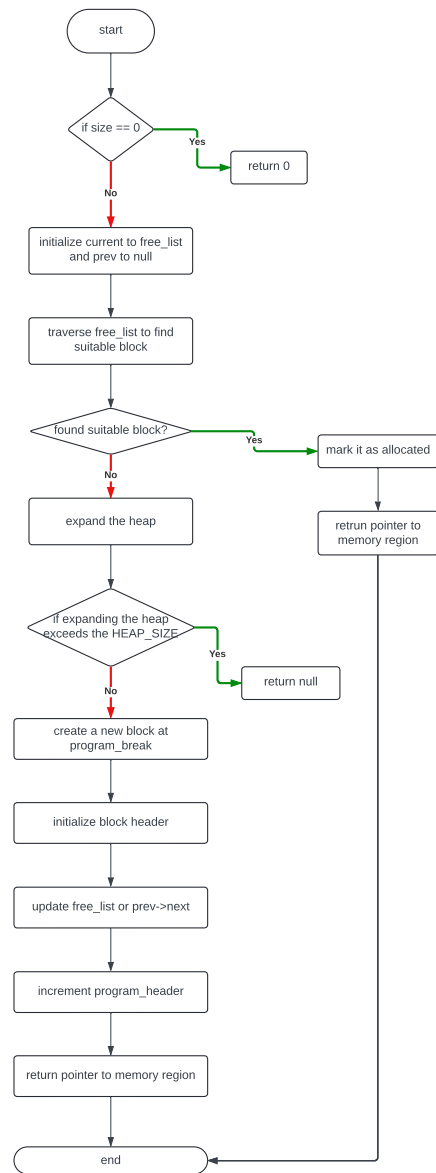 start
if size == 0
Yes
return 0
No
initialize current to free_list
and prev to null
traverse free_list to find
suitable block
found suitable block?
Yes
mark it as allocated
No
retrun pointer to
memory region
expand the heap
if expanding the heap
exceeds the HEAP_SIZE
Yes
return null
No
create a new block at
program_break
initialize block header
update free_list or prev->next
increment program_header
return pointer to memory region
end